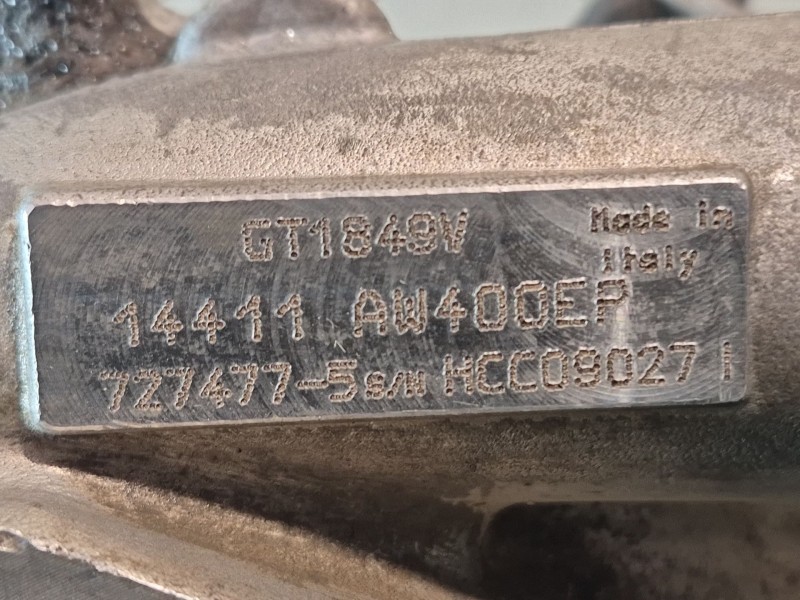 GT1849V
Made in
Italy
14411 AW400EP
727477-5 S/N HCC09027 I